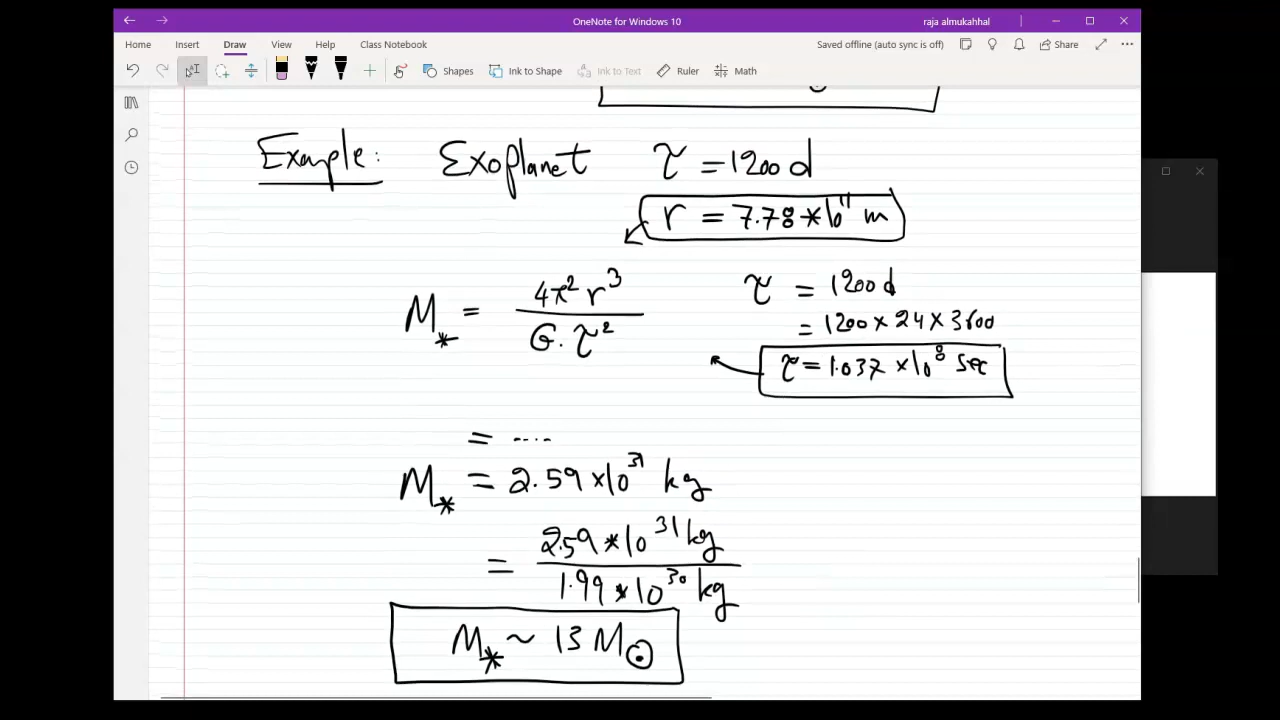 OneNote for Windows 10
raja almukahhal
Home Insert Draw View Help Class Notebook
Saved offline (auto sync is off)
Share
Shapes Ink to Shape Ink to Text Ruler Math
Example: Exoplanet τ = 1200 d
r = 7.78 * 10¹¹ m
M* = 4π² r³ / G · τ²
τ = 1200 d
= 1200 × 24 × 3600
τ = 1.037 × 10⁸ sec
= ....
M* = 2.59 × 10³¹ kg
= 2.59 * 10³¹ kg / 1.99 * 10³⁰ kg
M* ~ 13 M☉